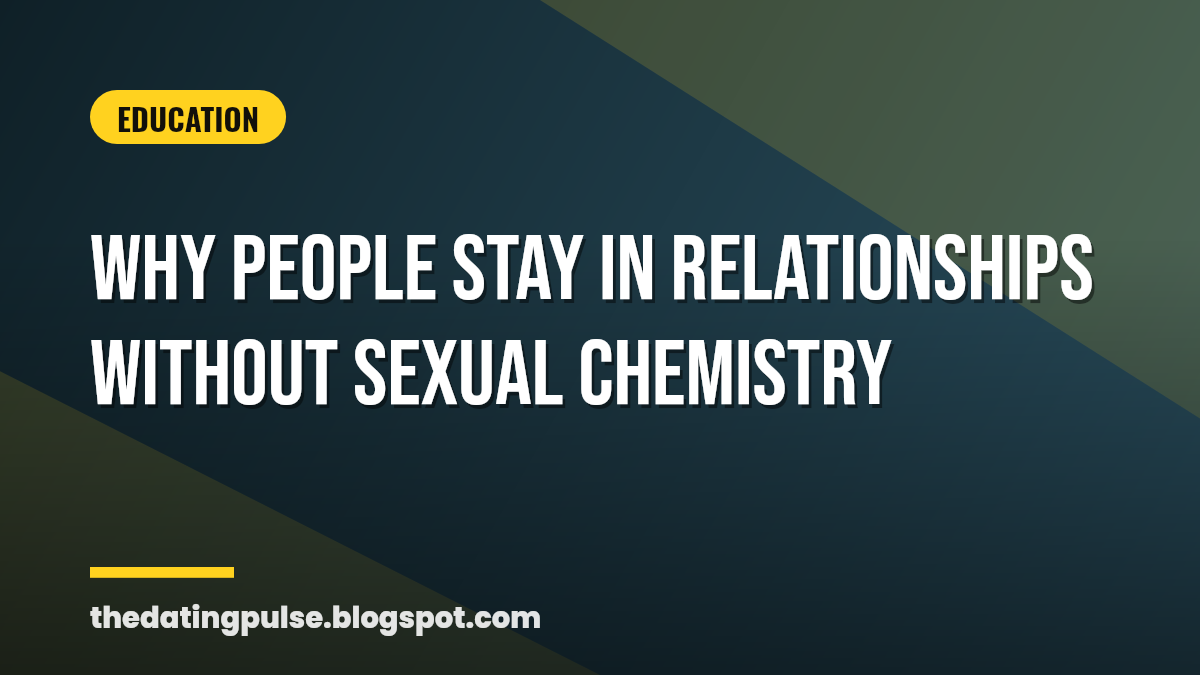 EDUCATION
WHY PEOPLE STAY IN RELATIONSHIPS
WITHOUT SEXUAL CHEMISTRY
thedatingpulse.blogspot.com